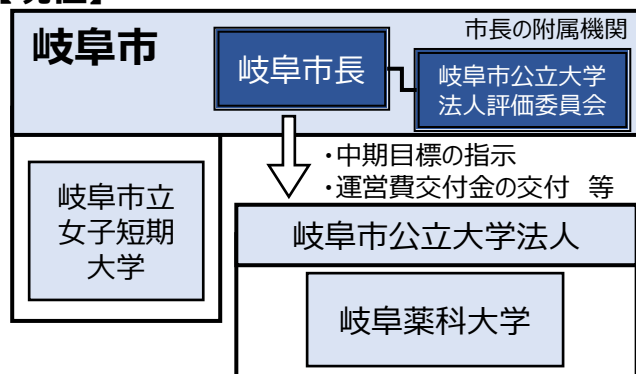 岐阜市
市長の附属機関
岐阜市長
岐阜市公立大学
法人評価委員会
・中期目標の指示
・運営費交付金の交付 等
岐阜市立
女子短期
大学
岐阜市公立大学法人
岐阜薬科大学